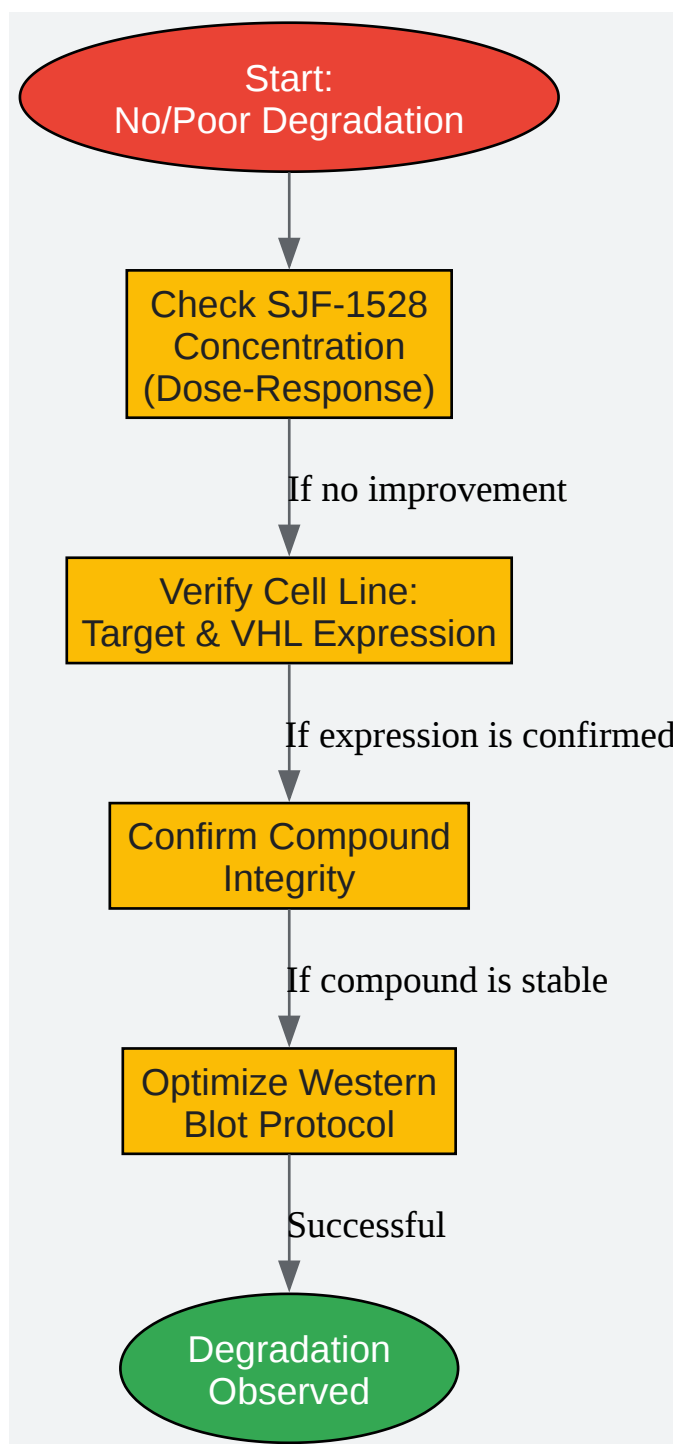 Start:
No/Poor Degradation
Check SJF-1528
Concentration
(Dose-Response)
If no improvement
Verify Cell Line:
Target & VHL Expression
If expression is confirmed
Confirm Compound
Integrity
If compound is stable
Optimize Western
Blot Protocol
Successful
Degradation
Observed